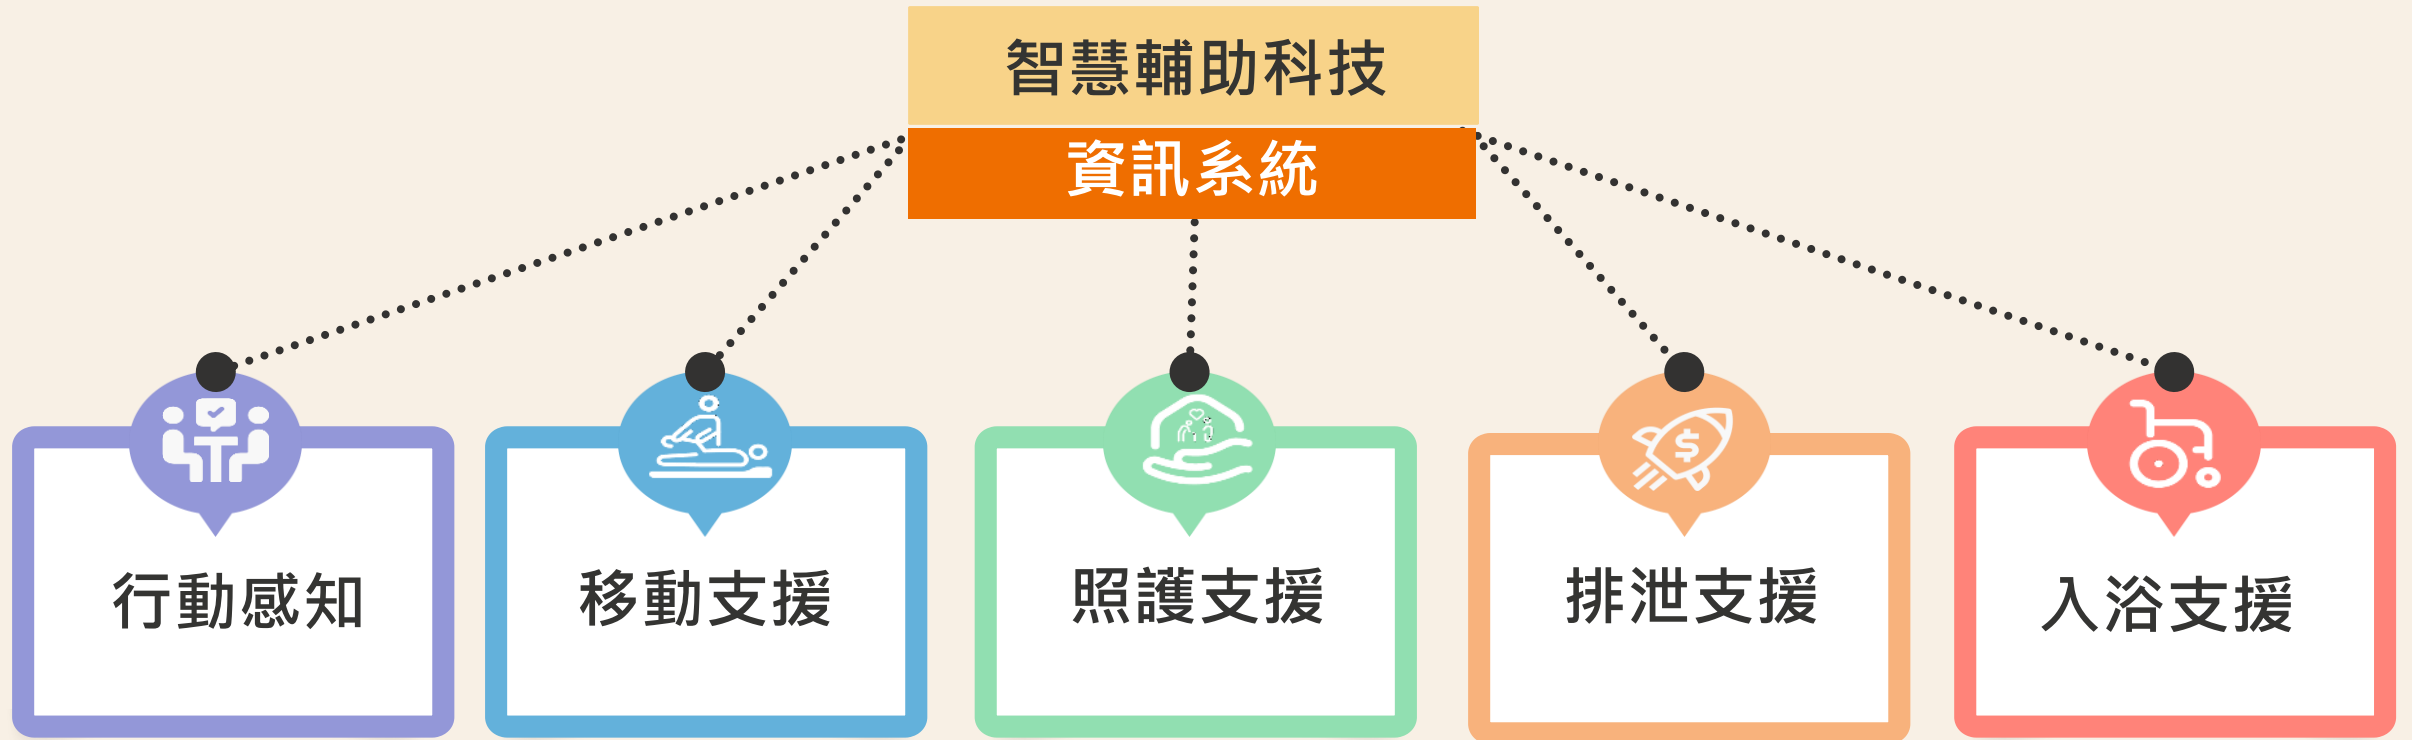 智慧輔助科技
資訊系統
行動感知
移動支援
照護支援
排泄支援
入浴支援
$